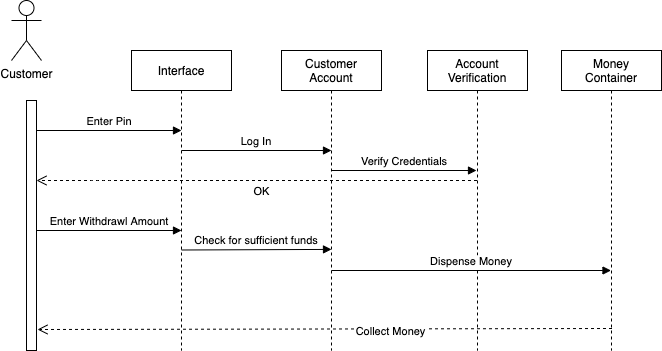 Customer
Interface
Customer
Account
Account
Verification
Money
Container
Enter Pin
Log In
Verify Credentials
OK
Enter Withdrawl Amount
Check for sufficient funds
Dispense Money
Collect Money